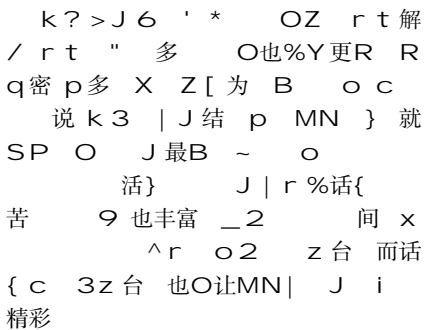 k?>J6 ' * OZ rt解
/ rt " 多 O也%Y更R R
q密p多 X Z[为 B oc
说k3 |J结 p MN } 就
SP O J最B ~ o
活} J|r%话{
苦 9也丰富 _2 间x
^r o2 z台 而话
{c 3z台 也O让MN| J i
精彩